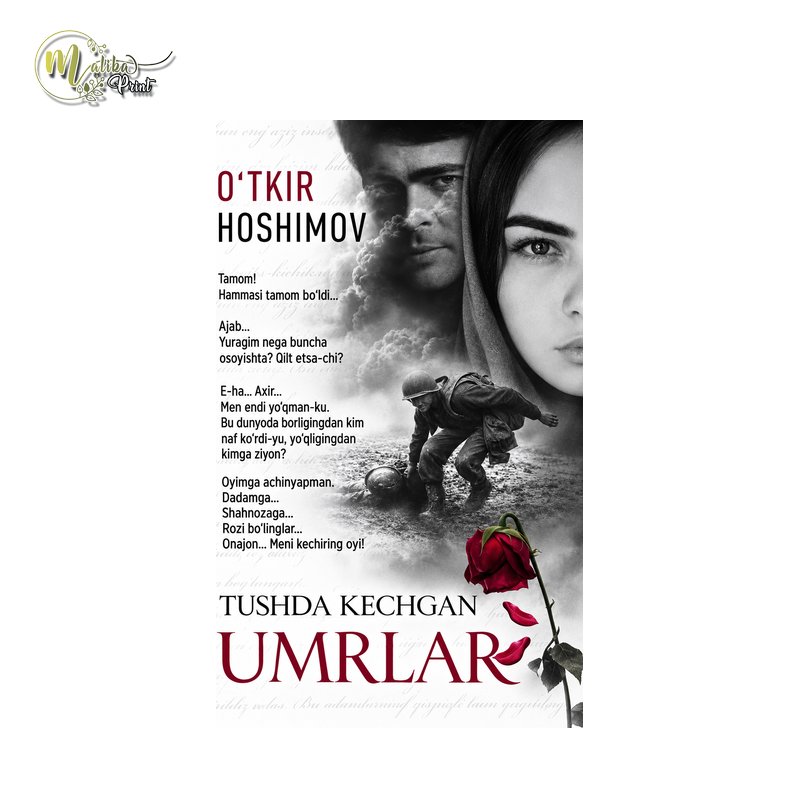 Maliba
Print
O‘TKIR
HOSHIMOV
Tamom!
Hammasi tamom bo‘ldi...
Ajab...
Yuragim nega buncha
osoyishta? Qilt etsa-chi?
E-ha... Axir...
Men endi yo‘qman-ku.
Bu dunyoda borligingdan kim
naf ko‘rdi-yu, yo‘qligingdan
kimga ziyon?
Oyimga achinyapman.
Dadamga...
Shahnozaga...
Rozi bo‘linglar...
Onajon... Meni kechiring oyi!
TUSHDA KECHGAN
UMRLAR